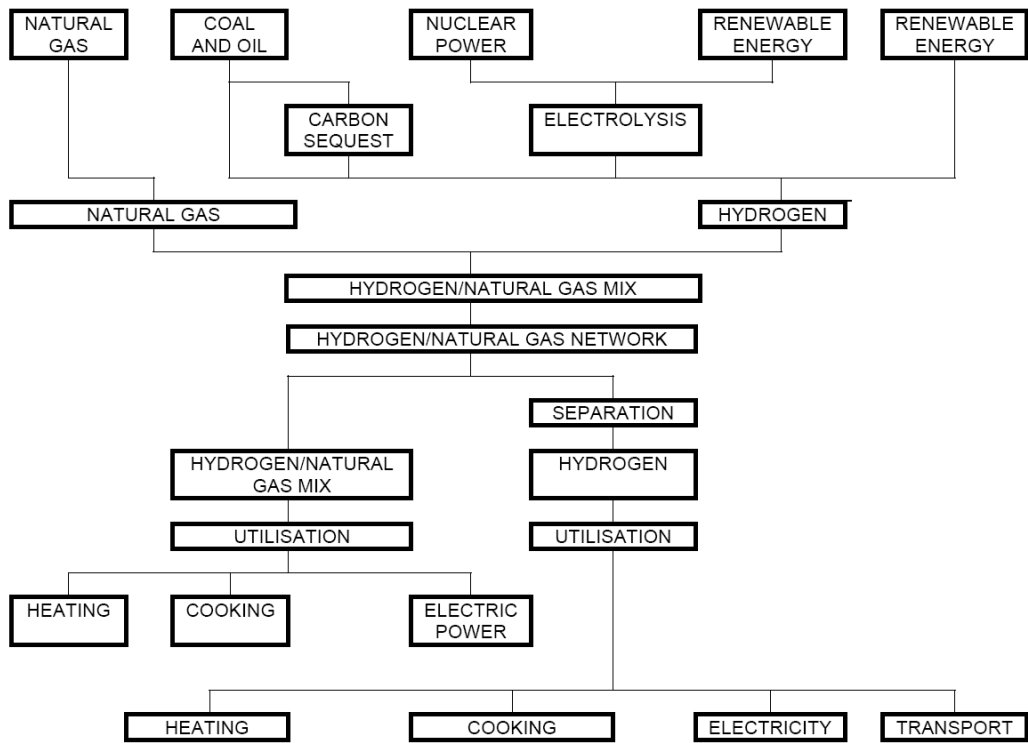 NATURAL
GAS
COAL
AND OIL
NUCLEAR
POWER
RENEWABLE
ENERGY
RENEWABLE
ENERGY
CARBON
SEQUEST
ELECTROLYSIS
NATURAL GAS
HYDROGEN
HYDROGEN/NATURAL GAS MIX
HYDROGEN/NATURAL GAS NETWORK
SEPARATION
HYDROGEN/NATURAL
GAS MIX
HYDROGEN
UTILISATION
UTILISATION
HEATING
COOKING
ELECTRIC
POWER
HEATING
COOKING
ELECTRICITY
TRANSPORT